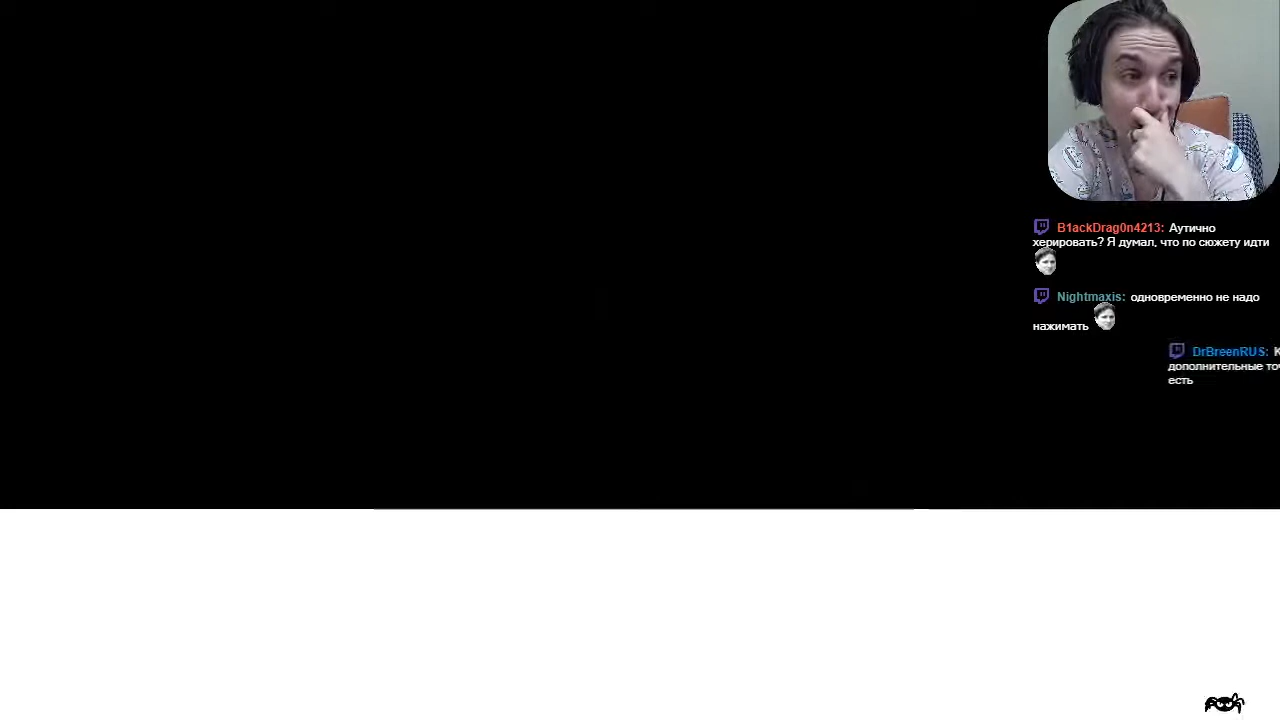 B1ackDrag0n4213: Аутично
херировать? Я думал, что по сюжету идти
Nightmaxis: одновременно не надо
нажимать
DrBreenRUS:
дополнительные
есть